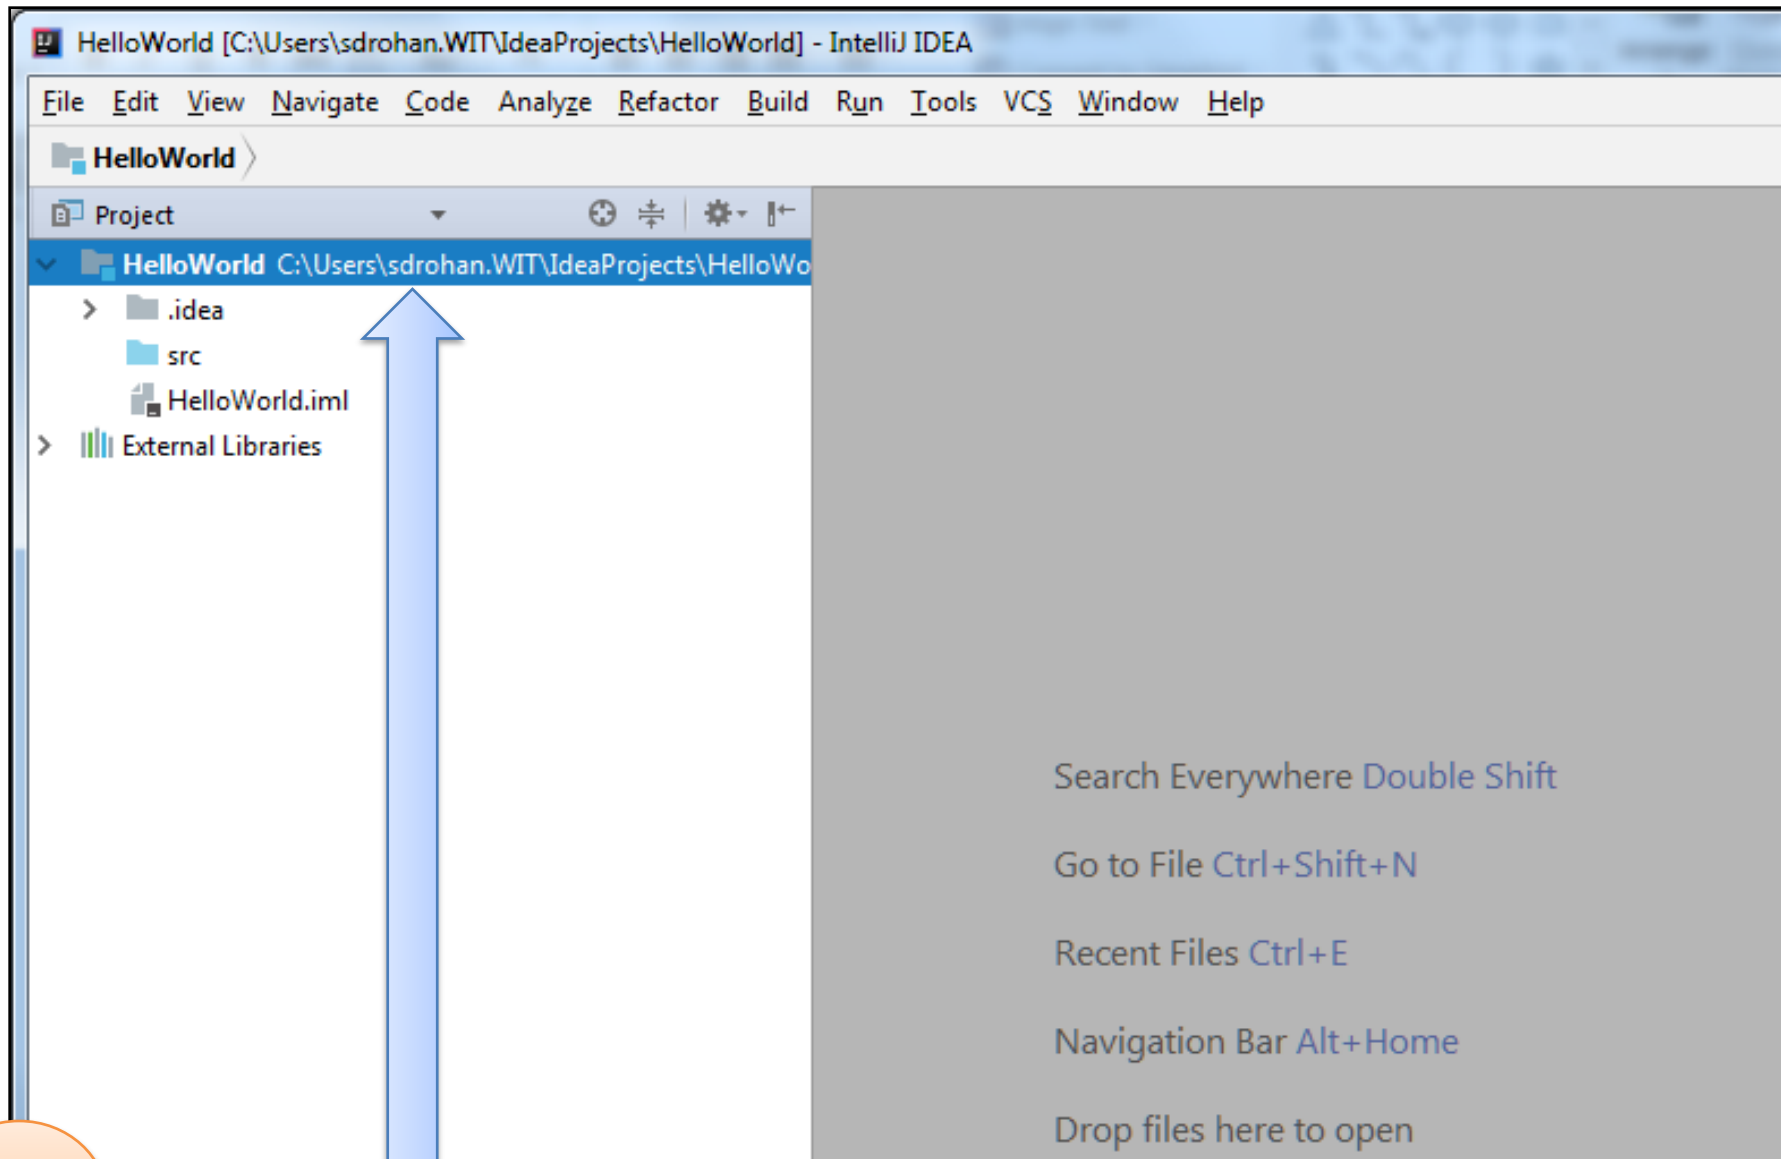 HelloWorld [C:\Users\sdrohan.WIT\IdeaProjects\HelloWorld] - IntelliJ IDEA
File Edit View Navigate Code Analyze Refactor Build Run Tools VCS Window Help
HelloWorld
Project
HelloWorld C:\Users\sdrohan.WIT\IdeaProjects\HelloWo
.idea
src
HelloWorld.iml
External Libraries
Search Everywhere Double Shift
Go to File Ctrl+Shift+N
Recent Files Ctrl+E
Navigation Bar Alt+Home
Drop files here to open